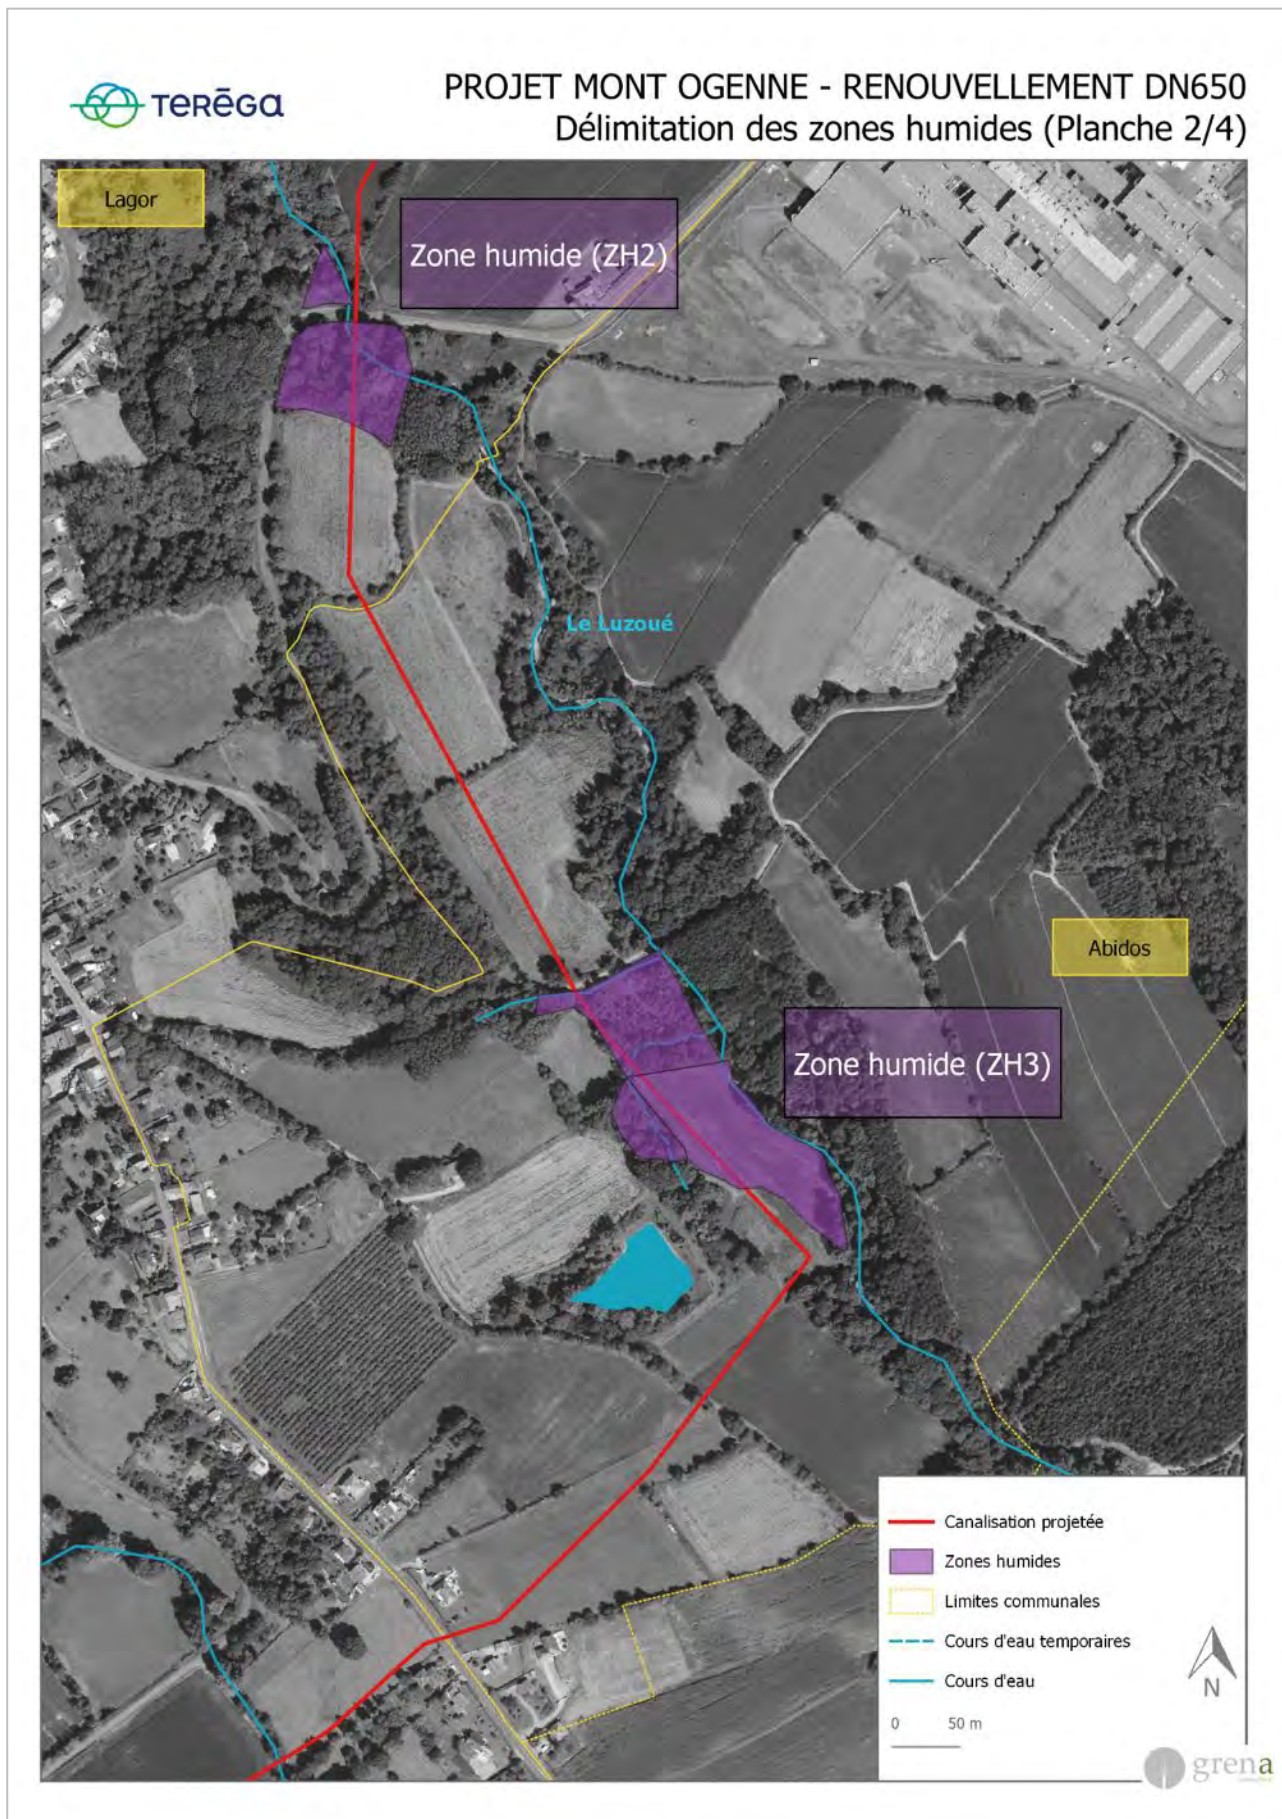 TERĒGA
PROJET MONT OGENNE - RENOUVELLEMENT DN650
Délimitation des zones humides (Planche 2/4)
Lagor
Zone humide (ZH2)
Le Luzoué
Abidos
Zone humide (ZH3)
Canalisation projetée
Zones humides
Limites communales
Cours d'eau temporaires
Cours d'eau
N
0 50 m
grena